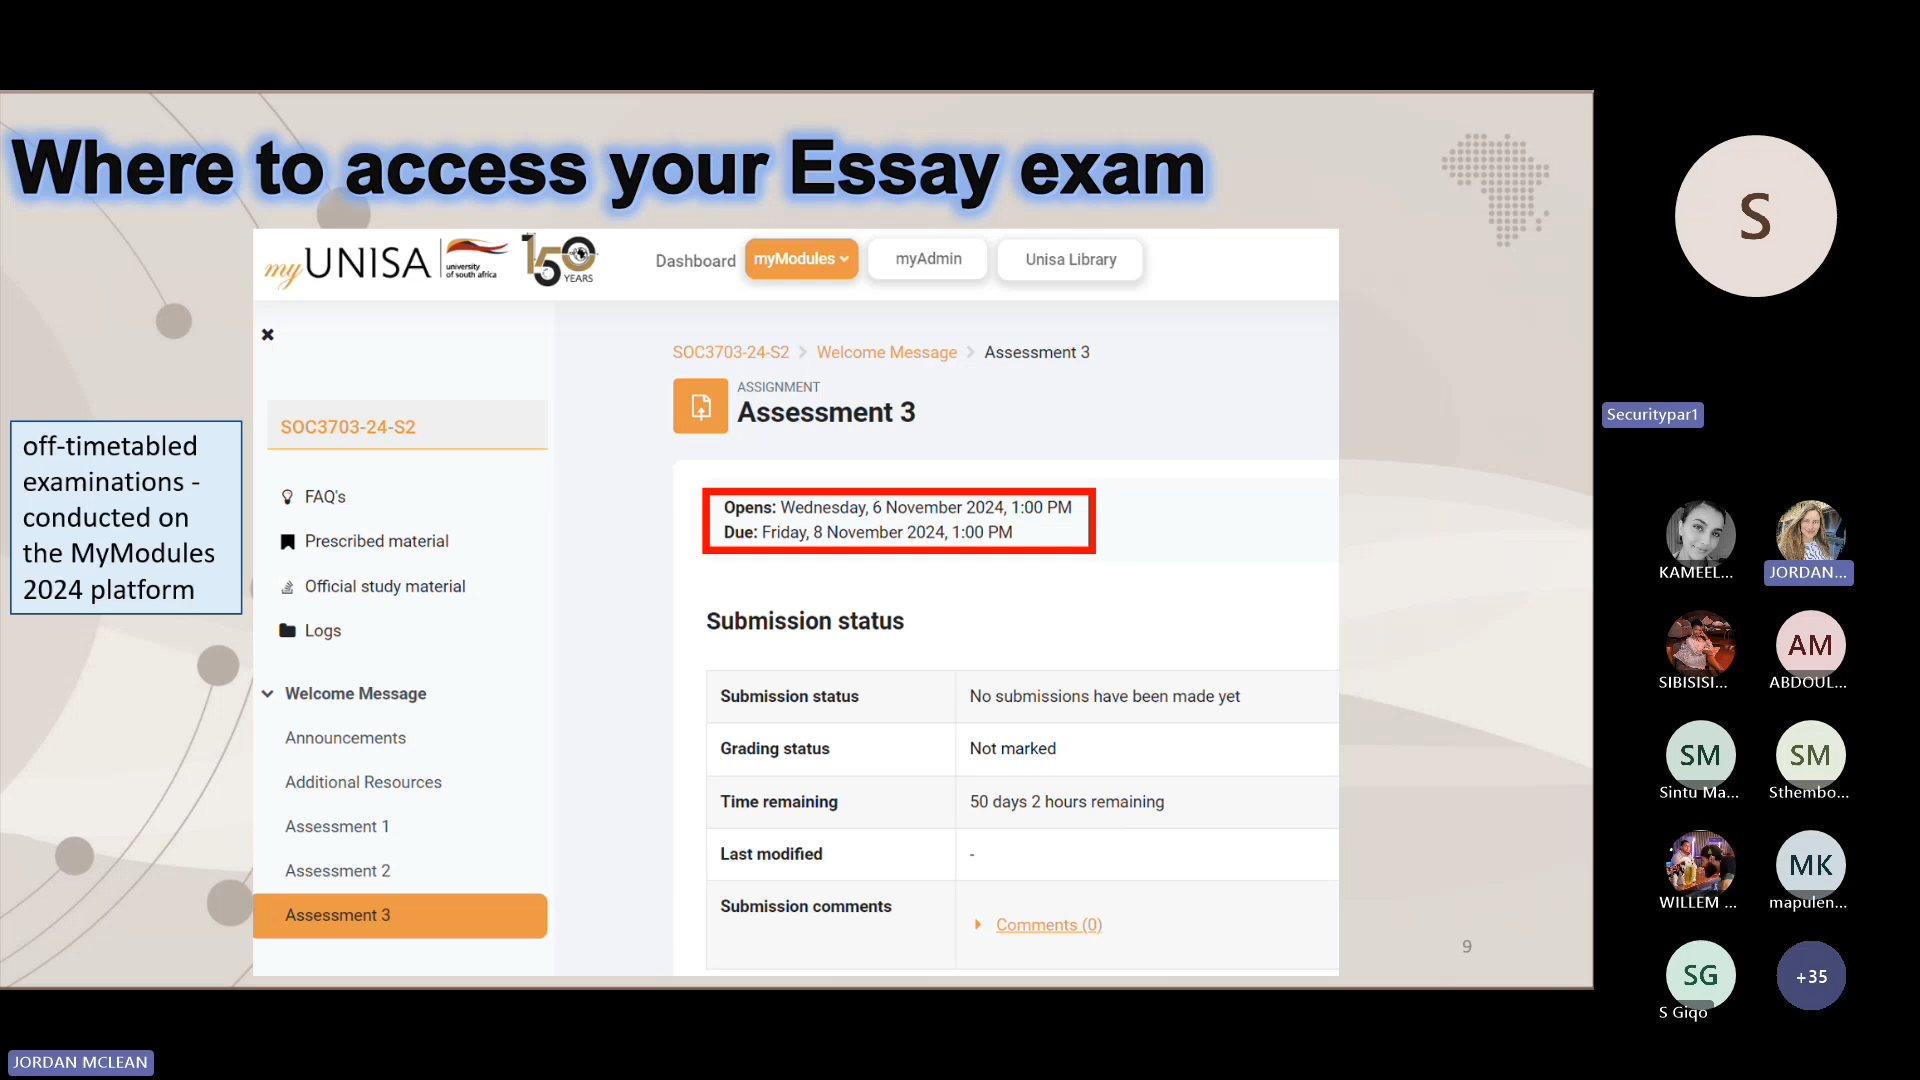 Where to access your Essay exam
myUNISA
university
of south africa
150
YEARS
Dashboard
myModules
myAdmin
Unisa Library
SOC3703-24-S2
Welcome Message
Assessment 3
ASSIGNMENT
Assessment 3
off-timetabled
examinations -
conducted on
the MyModules
2024 platform
SOC3703-24-S2
FAQ's
Prescribed material
Official study material
Logs
Welcome Message
Announcements
Additional Resources
Assessment 1
Assessment 2
Assessment 3
Opens: Wednesday, 6 November 2024, 1:00 PM
Due: Friday, 8 November 2024, 1:00 PM
Submission status
Submission status No submissions have been made yet
Grading status Not marked
Time remaining 50 days 2 hours remaining
Last modified -
Submission comments
Comments (0)
9
S
Securitypar1
KAMEEL...
JORDAN...
AM
SIBISISI...
ABDOUL...
SM
SM
Sintu Ma...
Sthembo...
MK
WILLEM ...
mapulen...
SG
+35
S Giqo
JORDAN MCLEAN